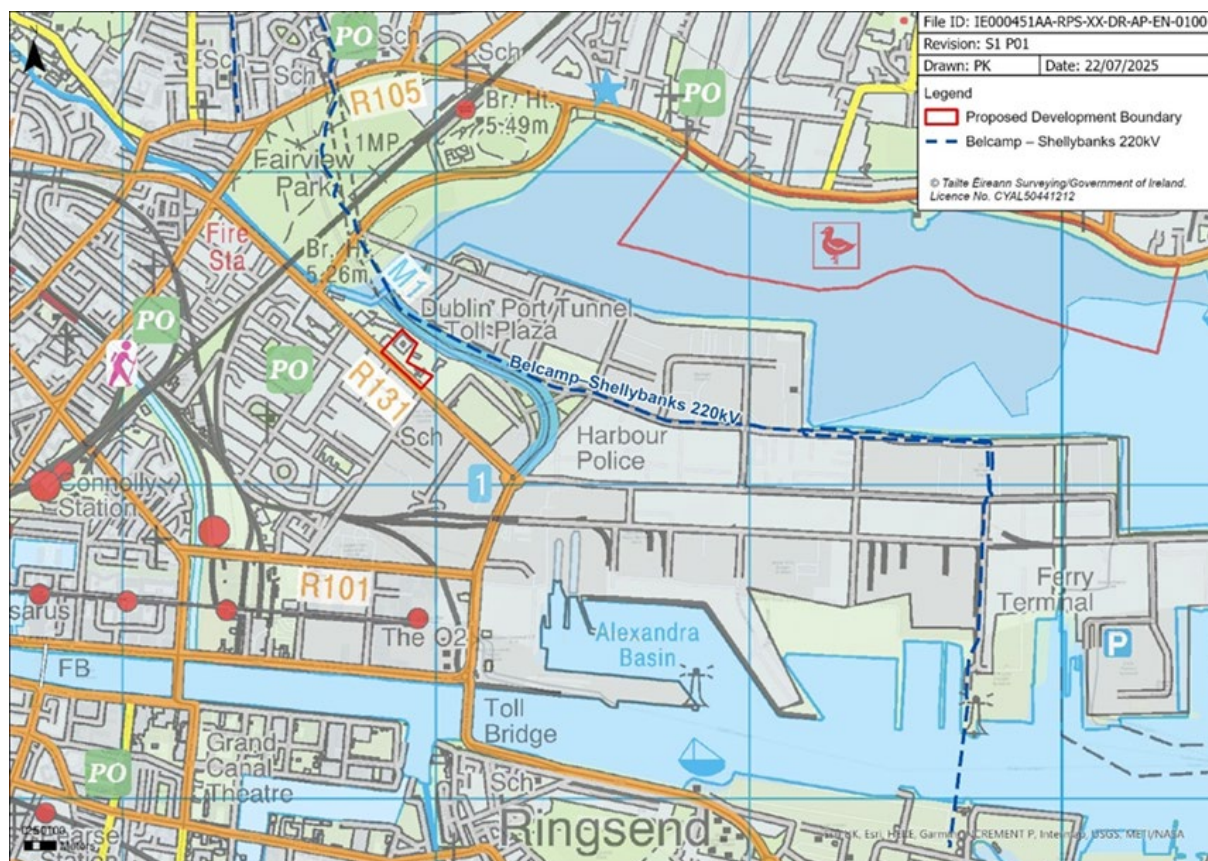 File ID: IE000451AA-RPS-XX-DR-AP-EN-0100
Revision: S1 P01
Drawn: PK
Date: 22/07/2025
Legend
Proposed Development Boundary
Belcamp – Shellybanks 220kV
© Tailte Éireann Surveying/Government of Ireland.
Licence No. CYAL50441212
PO
Sch
Sch
Sch
PO
R105
Br. Ht.
5·49m
1MP
Fairview
Park
Fire
Sta
Br. H
5·26m
M1
Dublin Port Tunnel
Toll Plaza
PO
PO
R131
Belcamp–Shellybanks 220kV
Sch
Harbour
Police
1
Connolly
Station
R101
The O2
Ferry
Terminal
Alexandra
Basin
P
FB
Toll
Bridge
Grand
Canal
Theatre
PO
Sch
Ringsend
Station